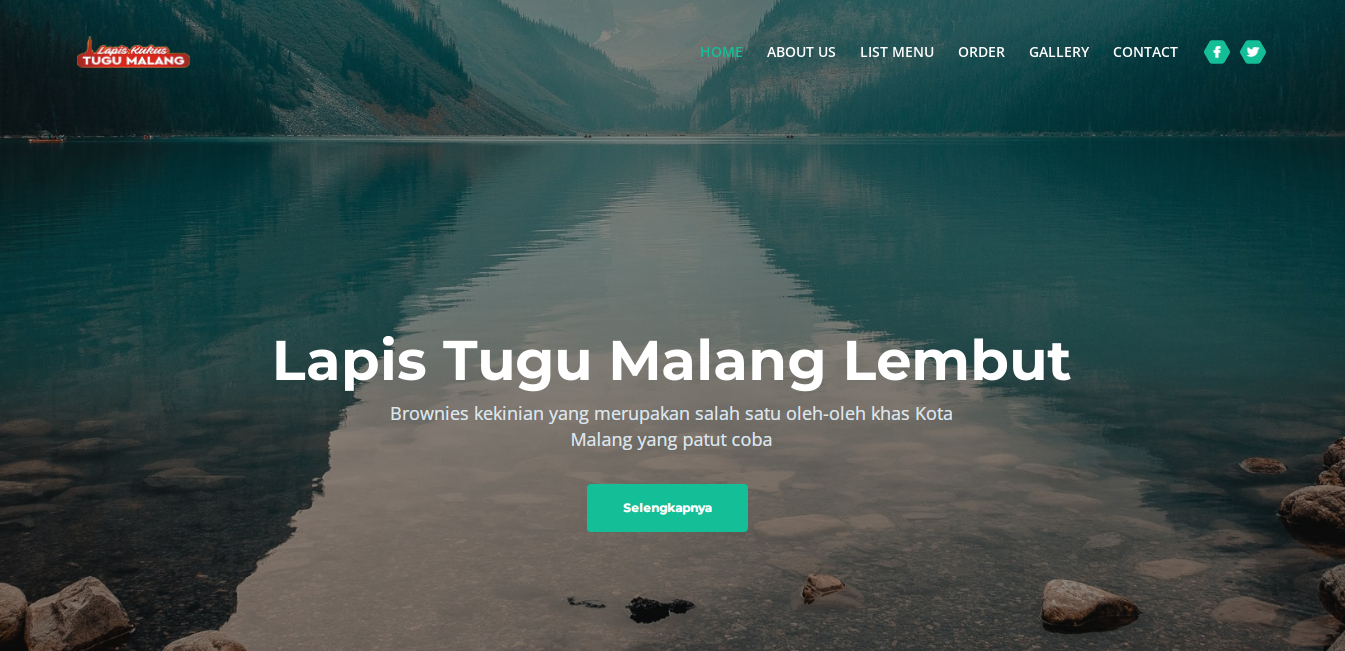 Lapis Kukus
TUGU MALANG
HOME ABOUT US LIST MENU ORDER GALLERY CONTACT
Lapis Tugu Malang Lembut
Brownies kekinian yang merupakan salah satu oleh-oleh khas Kota
Malang yang patut coba
Selengkapnya